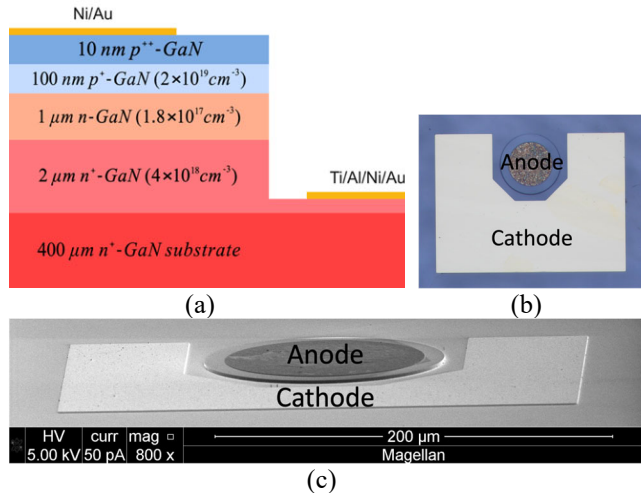 Ni/Au
10 nm p⁺⁺-GaN
100 nm p⁺-GaN (2×10¹⁹cm⁻³)
1 μm n-GaN (1.8×10¹⁷cm⁻³)
2 μm n⁺-GaN (4×10¹⁸cm⁻³)
Ti/Al/Ni/Au
400 μm n⁺-GaN substrate
(a)
Anode
Cathode
(b)
Anode
Cathode
HV curr mag □ 200 μm
5.00 kV 50 pA 800 x Magellan
(c)